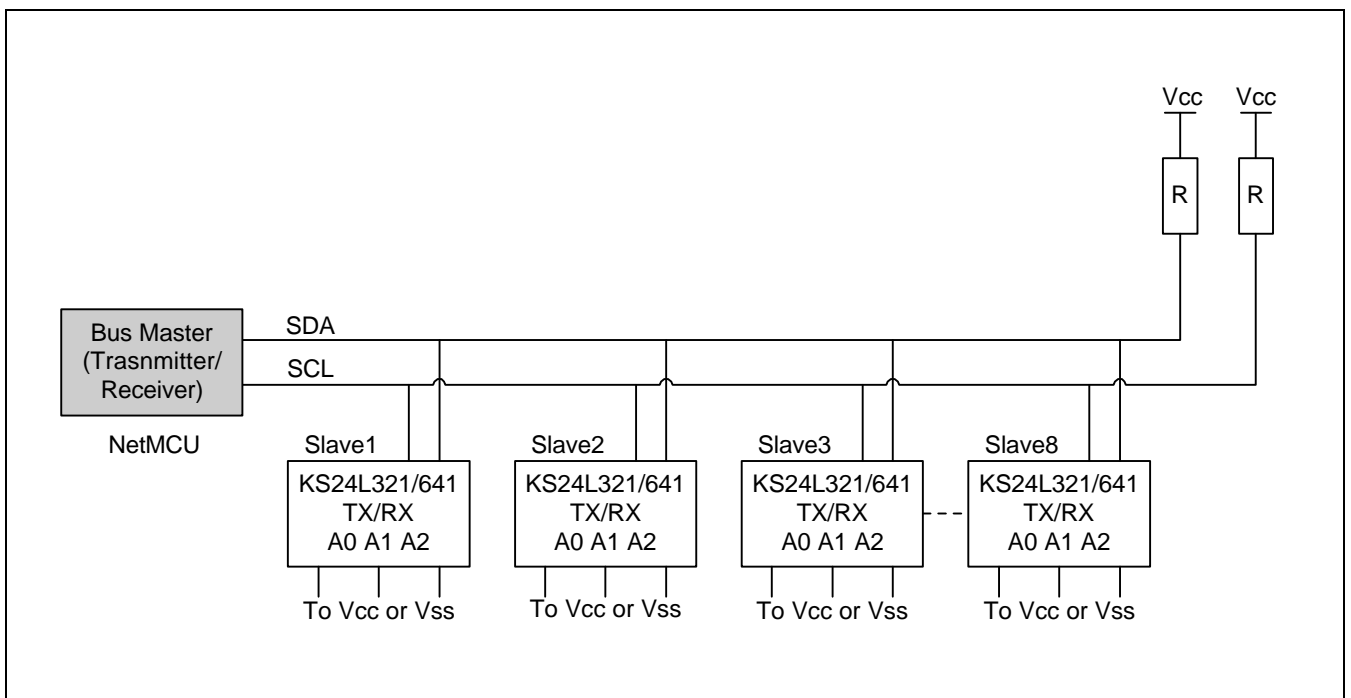 Vcc Vcc
R R
SDA
Bus Master
(Trasnmitter/
Receiver)
SCL
NetMCU
Slave1 Slave2 Slave3 Slave8
KS24L321/641 KS24L321/641 KS24L321/641 KS24L321/641
TX/RX TX/RX TX/RX TX/RX
A0 A1 A2 A0 A1 A2 A0 A1 A2 A0 A1 A2
To Vcc or Vss To Vcc or Vss To Vcc or Vss To Vcc or Vss